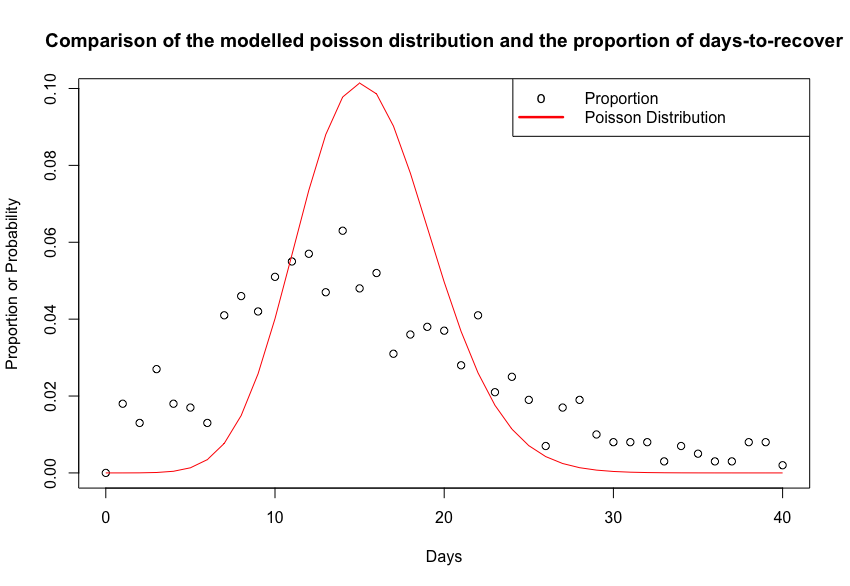 Comparison of the modelled poisson distribution and the proportion of days-to-recover
Proportion
Poisson Distribution
Proportion or Probability
0.10
0.08
0.06
0.04
0.02
0.00
0 10 20 30 40
Days